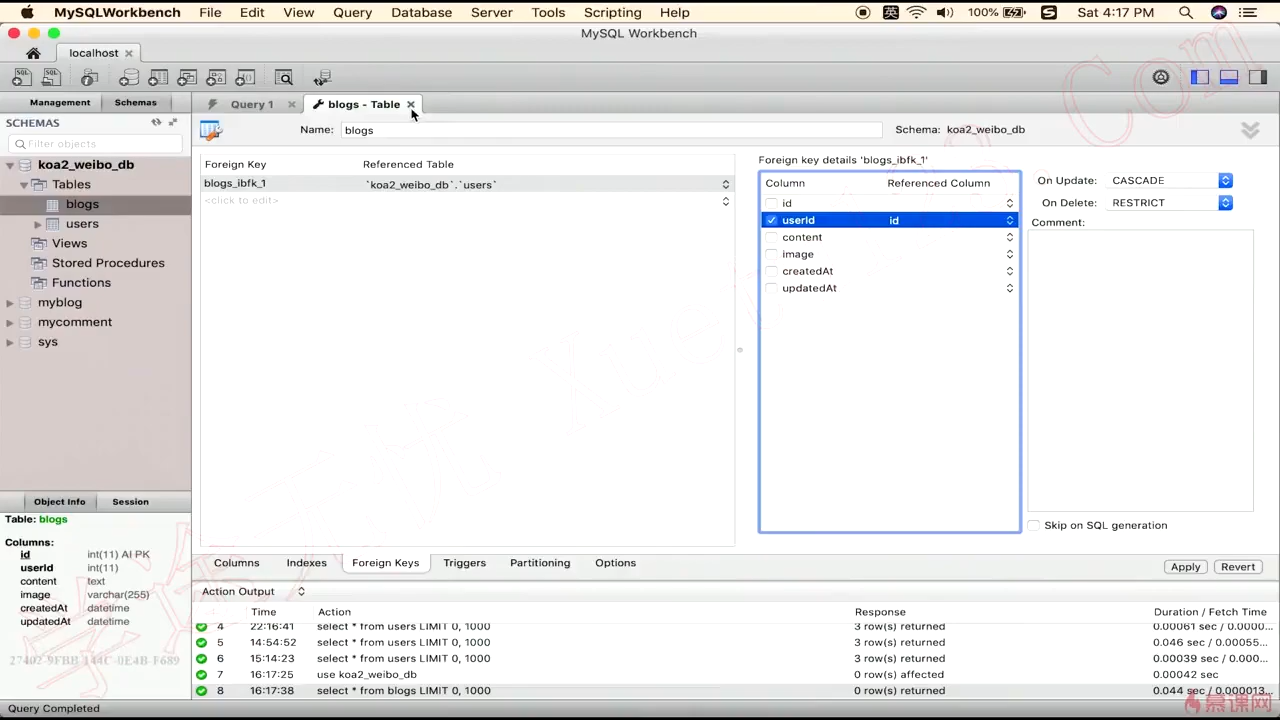 MySQLWorkbench File Edit View Query Database Server Tools Scripting Help 英 100% S Sat 4:17 PM
MySQL Workbench
localhost
Management Schemas Query 1 blogs - Table
SCHEMAS
Filter objects
koa2_weibo_db
Tables
blogs
users
Views
Stored Procedures
Functions
myblog
mycomment
sys
Name: blogs Schema: koa2_weibo_db
Foreign Key Referenced Table
blogs_ibfk_1 `koa2_weibo_db`.`users`
<click to edit>
Foreign key details 'blogs_ibfk_1'
Column Referenced Column
id
userId id
content
image
createdAt
updatedAt
On Update: CASCADE
On Delete: RESTRICT
Comment:
Skip on SQL generation
Columns Indexes Foreign Keys Triggers Partitioning Options Apply Revert
Object Info Session
Table: blogs
Columns:
id int(11) AI PK
userId int(11)
content text
image varchar(255)
createdAt datetime
updatedAt datetime
Action Output
Time Action Response Duration / Fetch Time
4 22:16:41 select * from users LIMIT 0, 1000 3 row(s) returned 0.00061 sec / 0.0000...
5 14:54:52 select * from users LIMIT 0, 1000 3 row(s) returned 0.046 sec / 0.00055...
6 15:14:23 select * from users LIMIT 0, 1000 3 row(s) returned 0.00039 sec / 0.000...
7 16:17:25 use koa2_weibo_db 0 row(s) affected 0.00042 sec
8 16:17:38 select * from blogs LIMIT 0, 1000 0 row(s) returned 0.044 sec / 0.000013...
Query Completed
慕课网